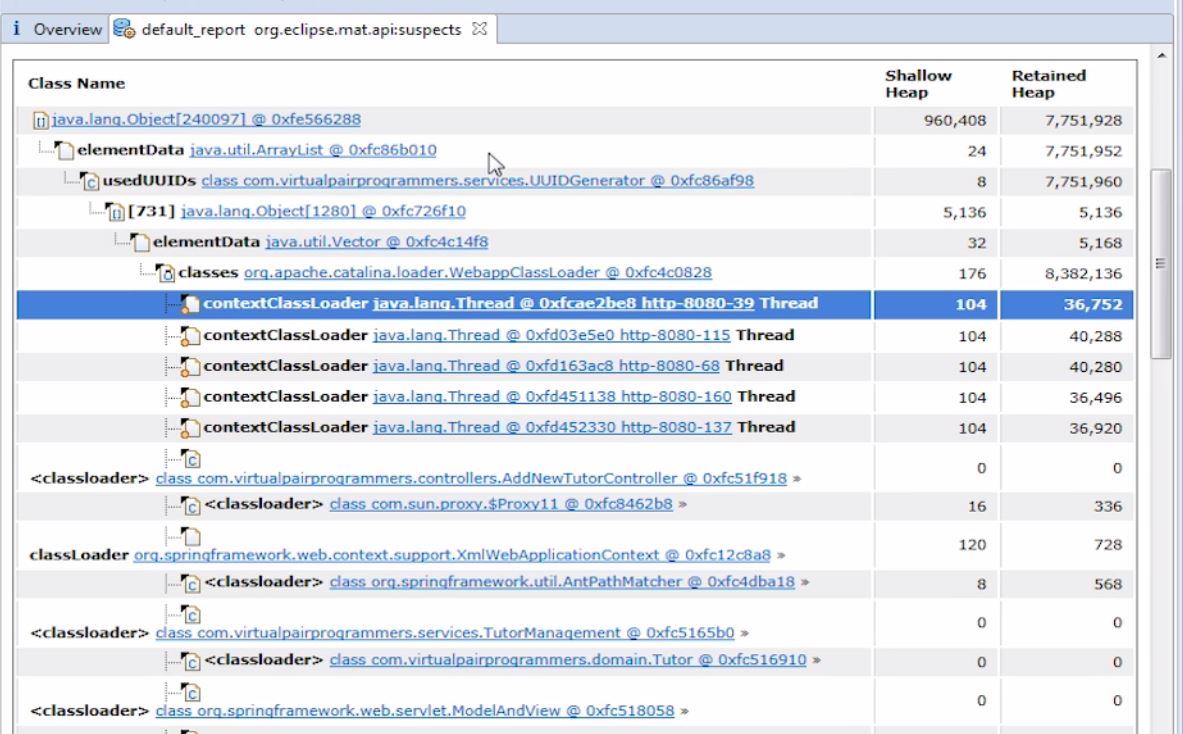 i Overview default_report org.eclipse.mat.api:suspects
Class Name Shallow Heap Retained Heap
java.lang.Object[240097] @ 0xfe566288 960,408 7,751,928
elementData java.util.ArrayList @ 0xfc86b010 24 7,751,952
usedUUIDs class com.virtualpairprogrammers.services.UUIDGenerator @ 0xfc86af98 8 7,751,960
[731] java.lang.Object[1280] @ 0xfc726f10 5,136 5,136
elementData java.util.Vector @ 0xfc4c14f8 32 5,168
classes org.apache.catalina.loader.WebappClassLoader @ 0xfc4c0828 176 8,382,136
contextClassLoader java.lang.Thread @ 0xfcae2be8 http-8080-39 Thread 104 36,752
contextClassLoader java.lang.Thread @ 0xfd03e5e0 http-8080-115 Thread 104 40,288
contextClassLoader java.lang.Thread @ 0xfd163ac8 http-8080-68 Thread 104 40,280
contextClassLoader java.lang.Thread @ 0xfd451138 http-8080-160 Thread 104 36,496
contextClassLoader java.lang.Thread @ 0xfd452330 http-8080-137 Thread 104 36,920
<classloader> class com.virtualpairprogrammers.controllers.AddNewTutorController @ 0xfc51f918 » 0 0
<classloader> class com.sun.proxy.$Proxy11 @ 0xfc8462b8 » 16 336
classLoader org.springframework.web.context.support.XmlWebApplicationContext @ 0xfc12c8a8 » 120 728
<classloader> class org.springframework.util.AntPathMatcher @ 0xfc4dba18 » 8 568
<classloader> class com.virtualpairprogrammers.services.TutorManagement @ 0xfc5165b0 » 0 0
<classloader> class com.virtualpairprogrammers.domain.Tutor @ 0xfc516910 » 0 0
<classloader> class org.springframework.web.servlet.ModelAndView @ 0xfc518058 » 0 0